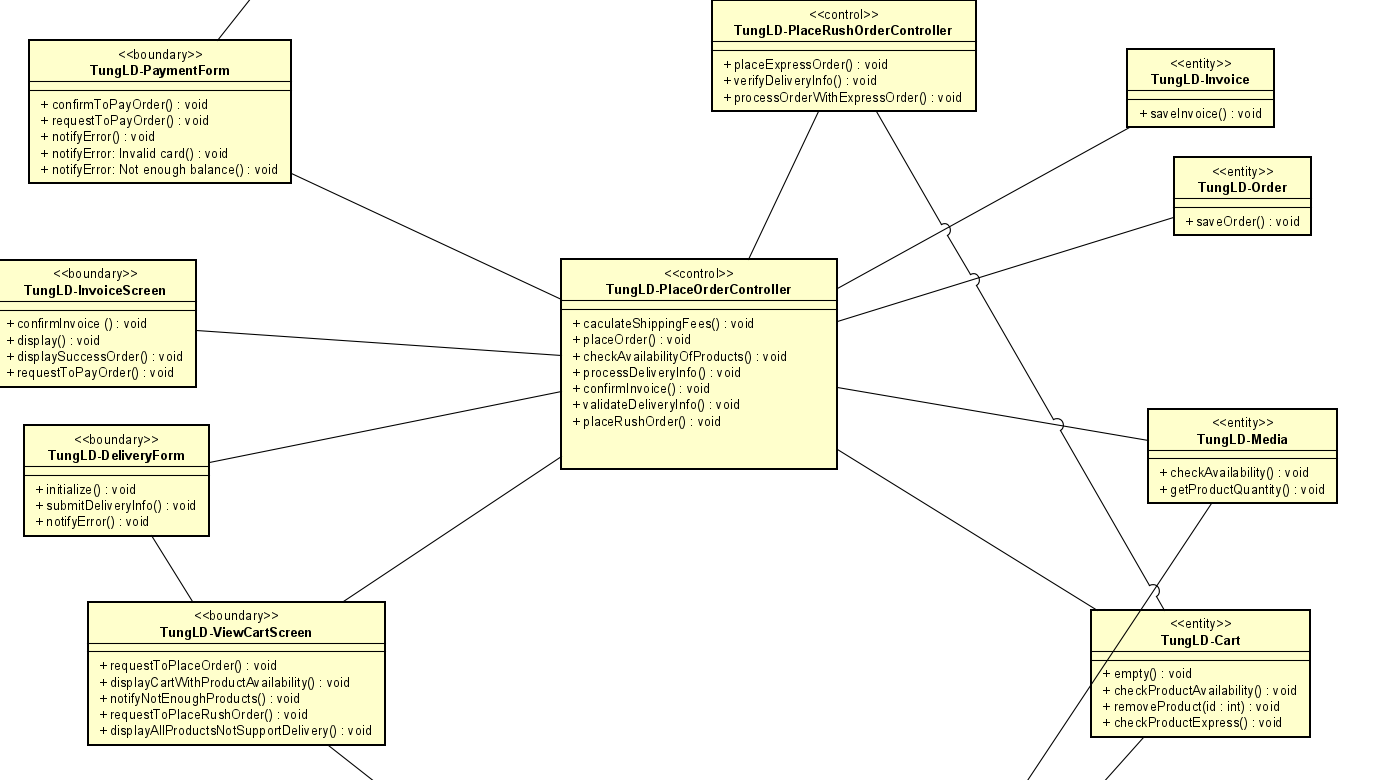 <<boundary>>
TungLD-PaymentForm
+ confirmToPayOrder() : void
+ requestToPayOrder() : void
+ notifyError() : void
+ notifyError: Invalid card() : void
+ notifyError: Not enough balance() : void
<<control>>
TungLD-PlaceRushOrderController
+ placeExpressOrder() : void
+ verifyDeliveryInfo() : void
+ processOrderWithExpressOrder() : void
<<entity>>
TungLD-Invoice
+ saveInvoice() : void
<<entity>>
TungLD-Order
+ saveOrder() : void
<<boundary>>
TungLD-InvoiceScreen
+ confirmInvoice () : void
+ display() : void
+ displaySuccessOrder() : void
+ requestToPayOrder() : void
<<control>>
TungLD-PlaceOrderController
+ caculateShippingFees() : void
+ placeOrder() : void
+ checkAvailabilityOfProducts() : void
+ processDeliveryInfo() : void
+ confirmInvoice() : void
+ validateDeliveryInfo() : void
+ placeRushOrder() : void
<<boundary>>
TungLD-DeliveryForm
+ initialize() : void
+ submitDeliveryInfo() : void
+ notifyError() : void
<<entity>>
TungLD-Media
+ checkAvailability() : void
+ getProductQuantity() : void
<<boundary>>
TungLD-ViewCartScreen
+ requestToPlaceOrder() : void
+ displayCartWithProductAvailability() : void
+ notifyNotEnoughProducts() : void
+ requestToPlaceRushOrder() : void
+ displayAllProductsNotSupportDelivery() : void
<<entity>>
TungLD-Cart
+ empty() : void
+ checkProductAvailability() : void
+ removeProduct(id : int) : void
+ checkProductExpress() : void